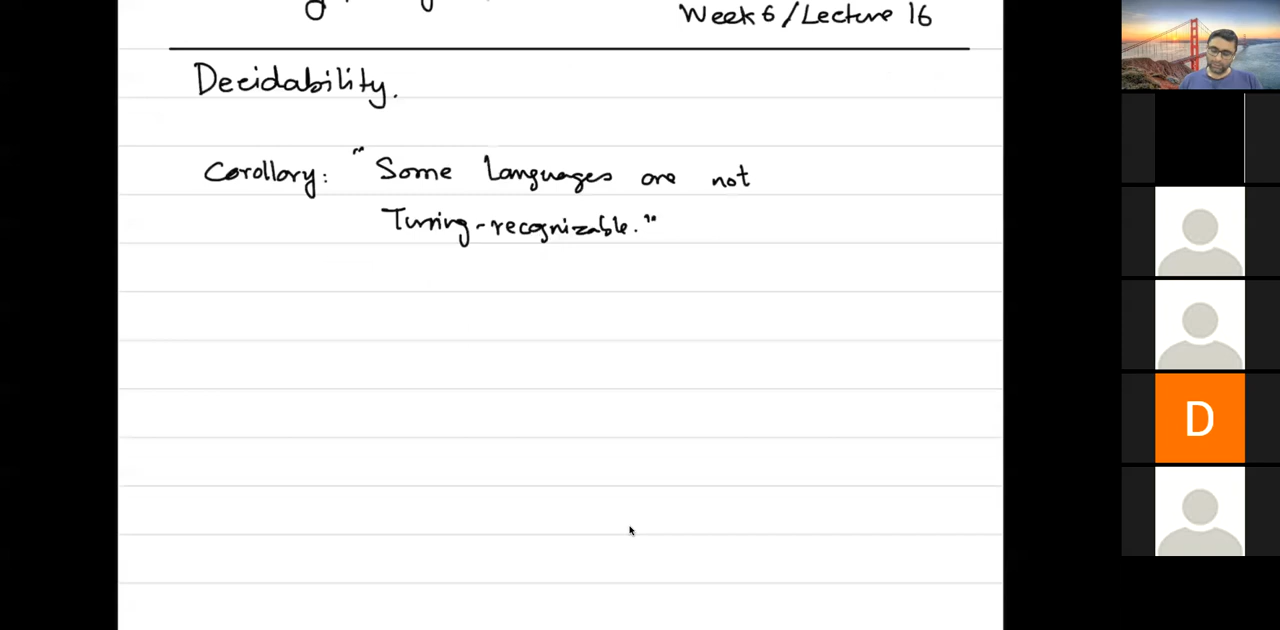 Week 6 / Lecture 16
Decidability.
Corollary: "Some Languages are not
Turing-recognizable."
D